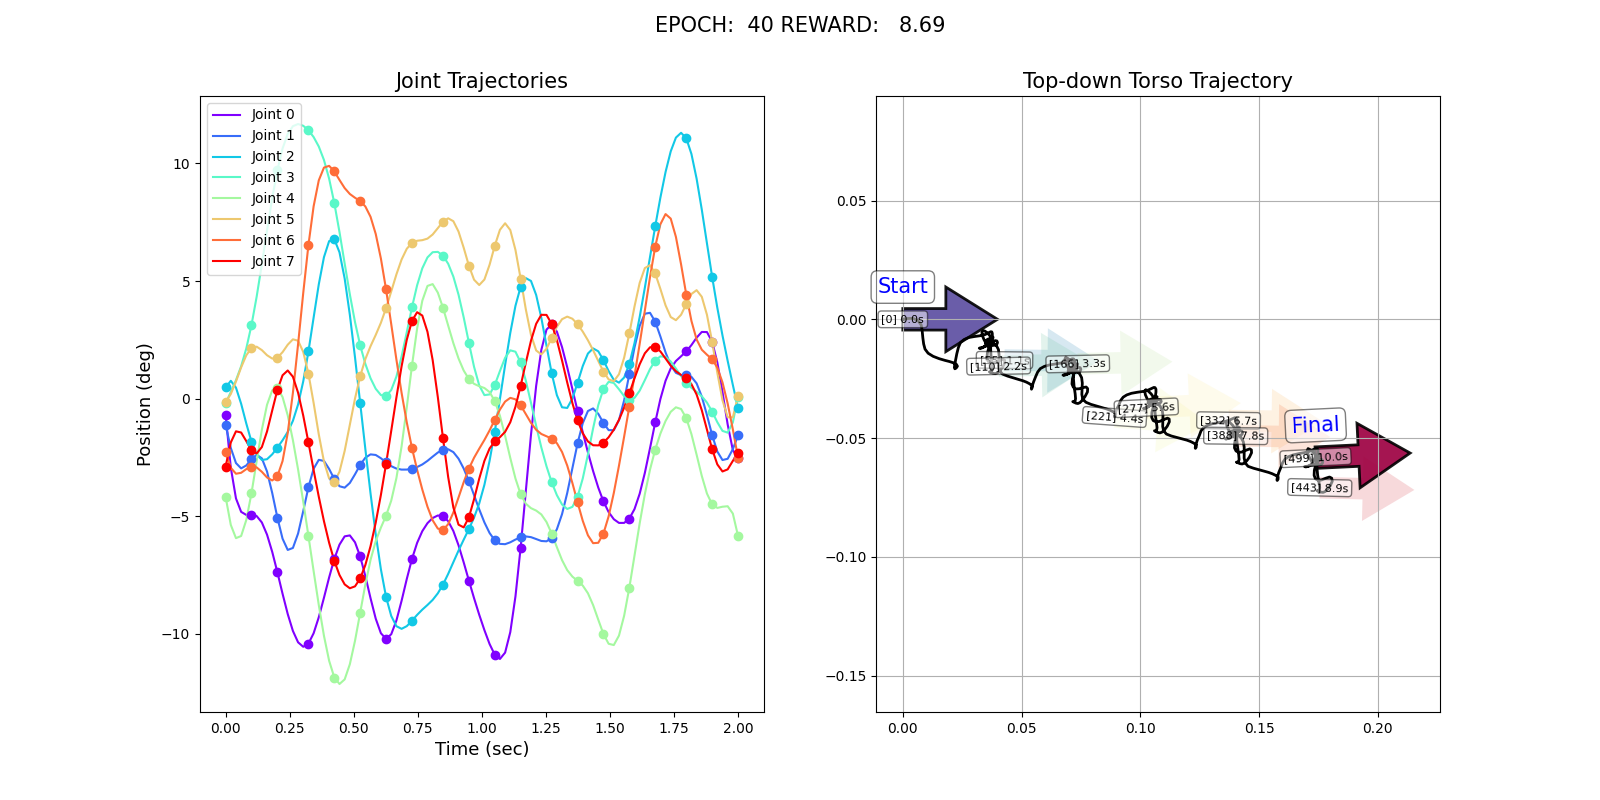 EPOCH:  40 REWARD:   8.69
Joint Trajectories
Joint 0
Joint 1
Joint 2
Joint 3
Joint 4
Joint 5
Joint 6
Joint 7
10
5
0
−5
−10
Position (deg)
0.00 0.25 0.50 0.75 1.00 1.25 1.50 1.75 2.00
Time (sec)
Top-down Torso Trajectory
0.05
0.00
−0.05
−0.10
−0.15
0.00 0.05 0.10 0.15 0.20
Start
[0] 0.0s
[110] 2.2s
[166] 3.3s
[221] 4.4s
[277] 5.6s
[332] 6.7s
[388] 7.8s
Final
[499] 10.0s
[443] 8.9s